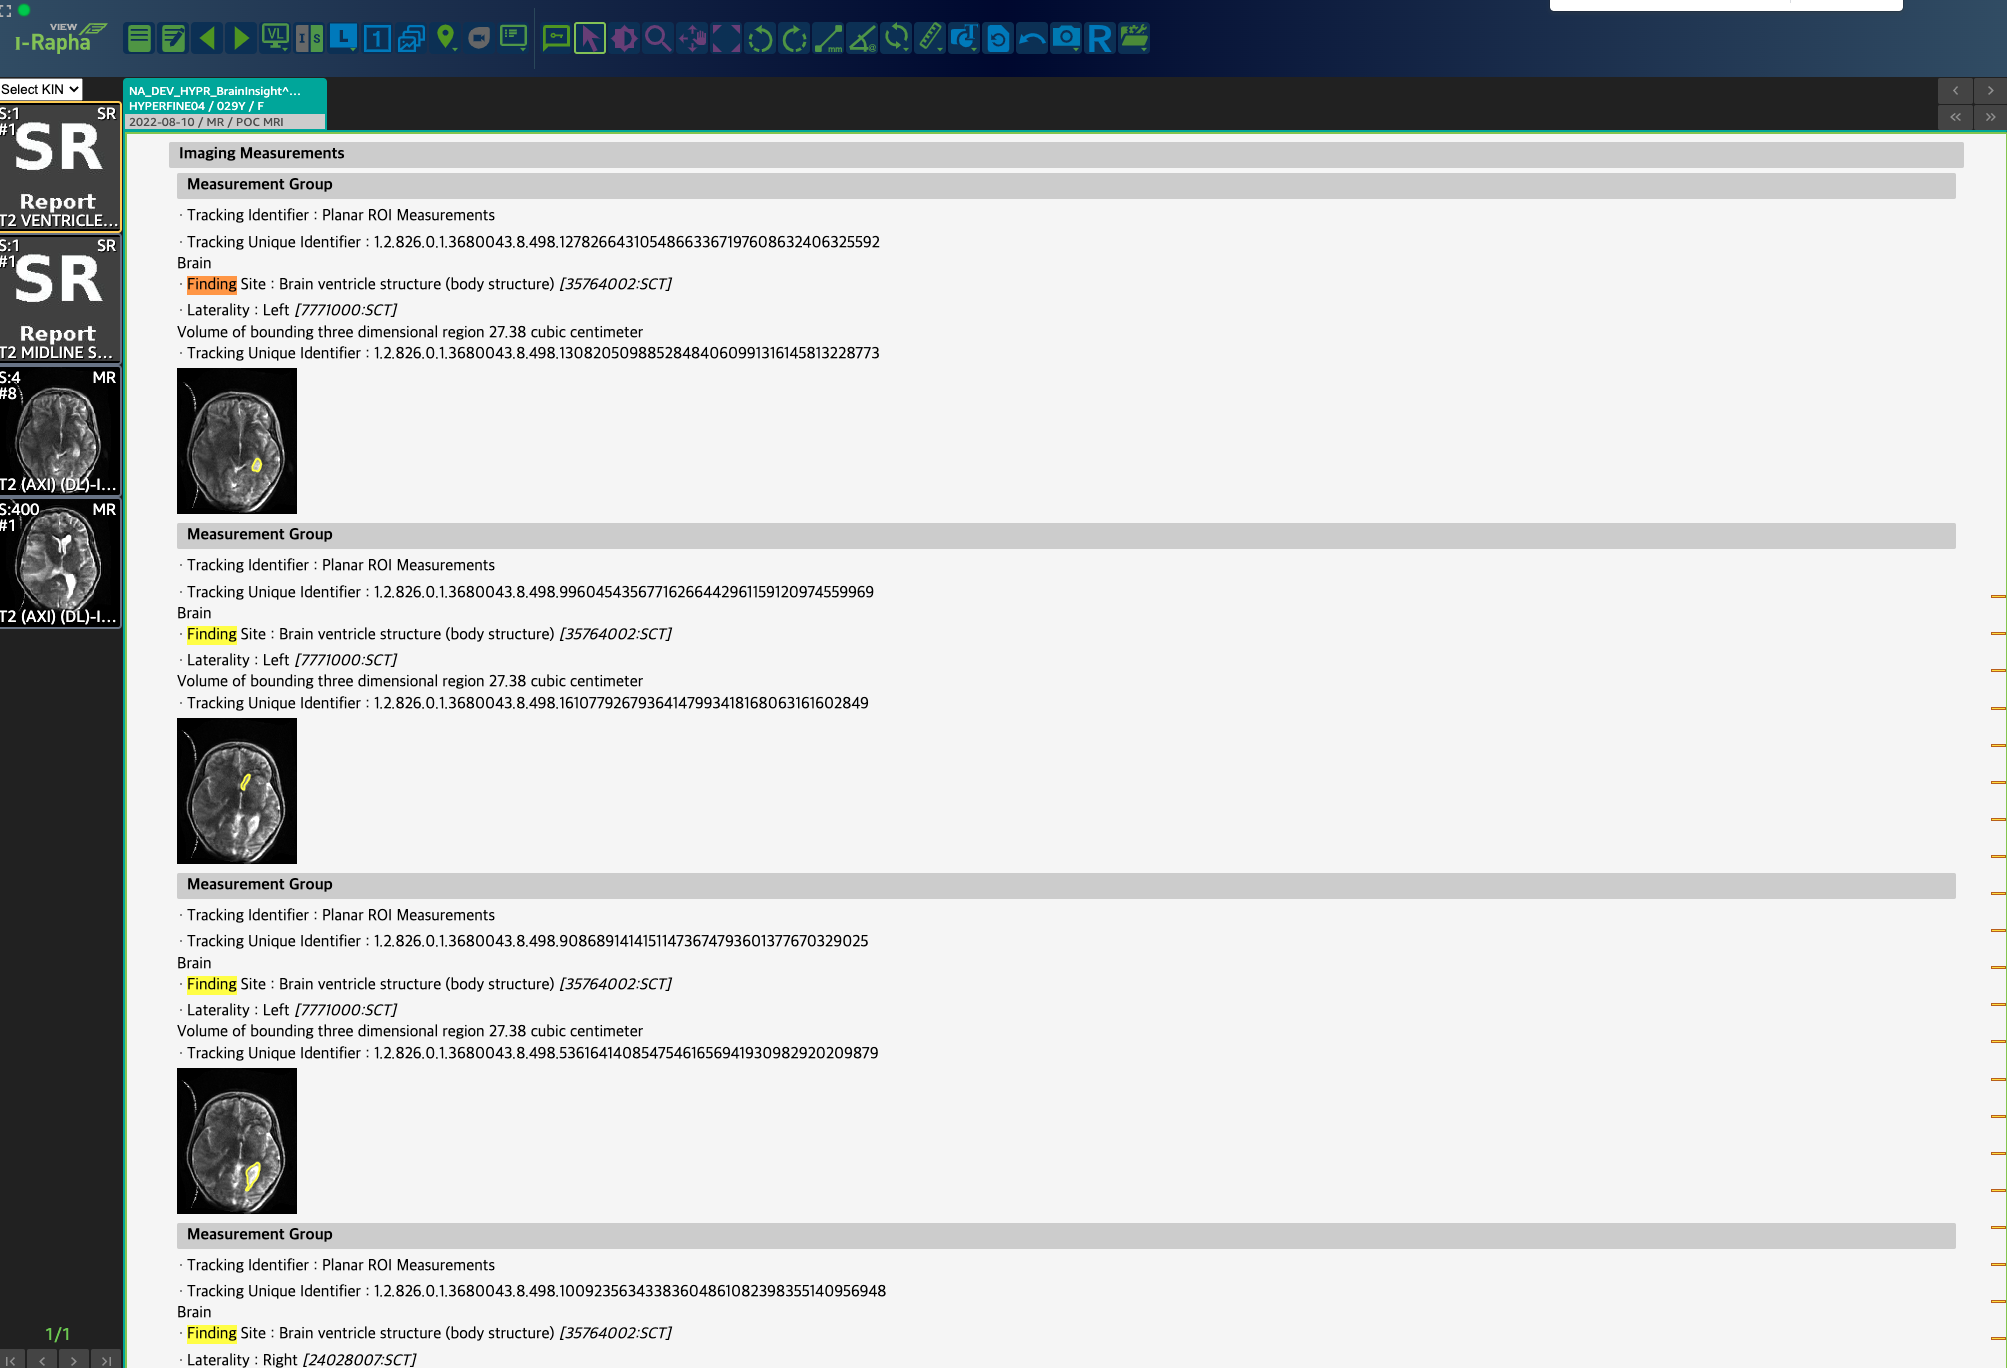 VIEW
I-Rapha
VL
I S
L
1
mm
R
Select KIN
NA_DEV_HYPR_BrainInsight^...
HYPERFINE04 / 029Y / F
2022-08-10 / MR / POC MRI
S:1 SR
#1
SR
Report
T2 VENTRICLE...
S:1 SR
#1
SR
Report
T2 MIDLINE S...
S:4 MR
#8
T2 (AXI) (DL)-I...
S:400 MR
#1
T2 (AXI) (DL)-I...
1/1
Imaging Measurements
Measurement Group
· Tracking Identifier : Planar ROI Measurements
· Tracking Unique Identifier : 1.2.826.0.1.3680043.8.498.12782664310548663367197608632406325592
Brain
· Finding Site : Brain ventricle structure (body structure) [35764002:SCT]
· Laterality : Left [7771000:SCT]
Volume of bounding three dimensional region 27.38 cubic centimeter
· Tracking Unique Identifier : 1.2.826.0.1.3680043.8.498.13082050988528484060991316145813228773
Measurement Group
· Tracking Identifier : Planar ROI Measurements
· Tracking Unique Identifier : 1.2.826.0.1.3680043.8.498.99604543567716266442961159120974559969
Brain
· Finding Site : Brain ventricle structure (body structure) [35764002:SCT]
· Laterality : Left [7771000:SCT]
Volume of bounding three dimensional region 27.38 cubic centimeter
· Tracking Unique Identifier : 1.2.826.0.1.3680043.8.498.16107792679364147993418168063161602849
Measurement Group
· Tracking Identifier : Planar ROI Measurements
· Tracking Unique Identifier : 1.2.826.0.1.3680043.8.498.90868914141511473674793601377670329025
Brain
· Finding Site : Brain ventricle structure (body structure) [35764002:SCT]
· Laterality : Left [7771000:SCT]
Volume of bounding three dimensional region 27.38 cubic centimeter
· Tracking Unique Identifier : 1.2.826.0.1.3680043.8.498.53616414085475461656941930982920209879
Measurement Group
· Tracking Identifier : Planar ROI Measurements
· Tracking Unique Identifier : 1.2.826.0.1.3680043.8.498.10092356343383604861082398355140956948
Brain
· Finding Site : Brain ventricle structure (body structure) [35764002:SCT]
· Laterality : Right [24028007:SCT]